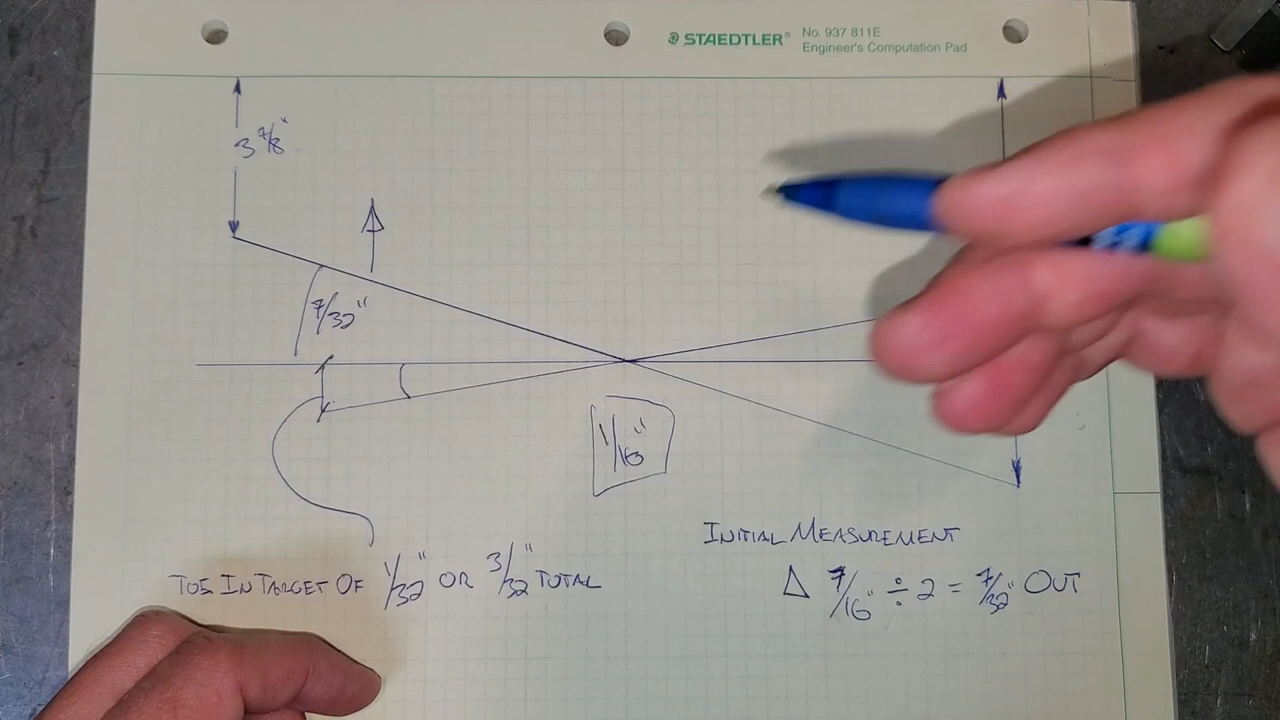 STAEDTLER® No. 937 811E
Engineer's Computation Pad
3 7/8"
7/32"
1/16"
INITIAL MEASUREMENT
TOE IN TARGET OF 1/32" OR 3/32" TOTAL
Δ 7/16" ÷ 2 = 7/32" OUT